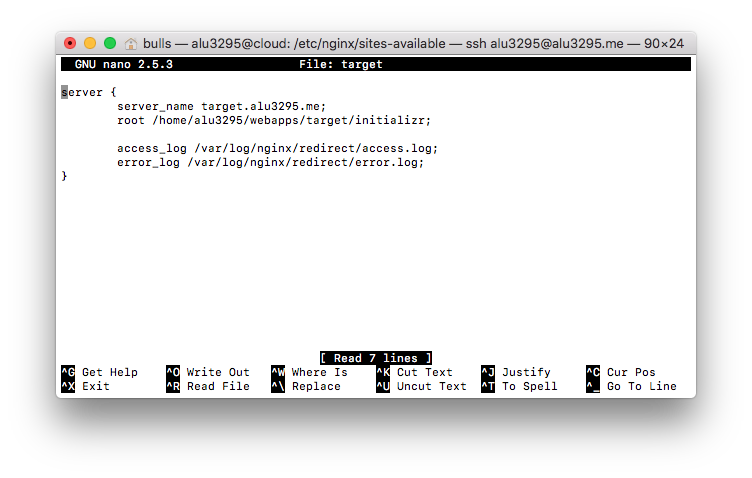 bulls — alu3295@cloud: /etc/nginx/sites-available — ssh alu3295@alu3295.me — 90×24
GNU nano 2.5.3 File: target
server {
server_name target.alu3295.me;
root /home/alu3295/webapps/target/initializr;
access_log /var/log/nginx/redirect/access.log;
error_log /var/log/nginx/redirect/error.log;
}
[ Read 7 lines ]
^G Get Help ^O Write Out ^W Where Is ^K Cut Text ^J Justify ^C Cur Pos
^X Exit ^R Read File ^\ Replace ^U Uncut Text ^T To Spell ^_ Go To Line